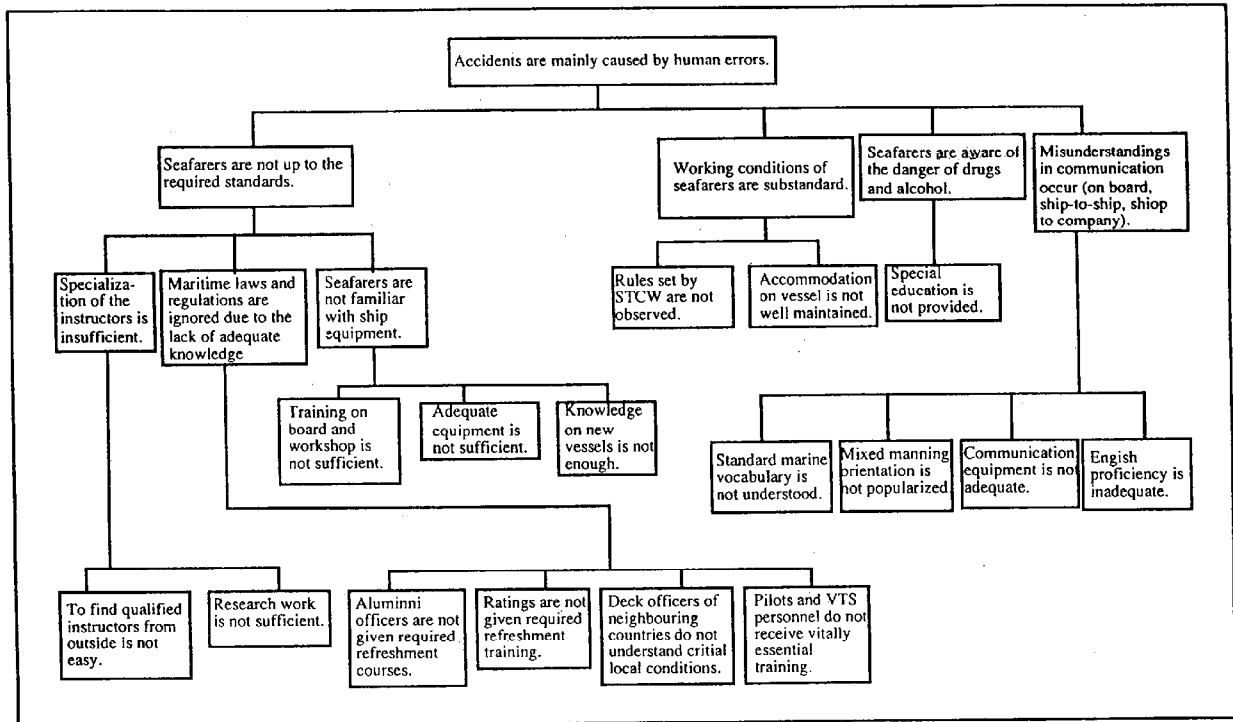 Accidents are mainly caused by human errors.
Seafarers are not up to the
required standards.
Working conditions of
seafarers are substandard.
Seafarers are aware of
the danger of drugs
and alcohol.
Misunderstandings
in communication
occur (on board,
ship-to-ship, shiop
to company).
Specializa-
tion of the
instructors is
insufficient.
Maritime laws and
regulations are
ignored due to the
lack of adequate
knowledge
Seafarers are
not familiar
with ship
equipment.
Rules set by
STCW are not
observed.
Accommodation
on vessel is not
well maintained.
Special
education is
not provided.
Training on
board and
workshop is
not sufficient.
Adequate
equipment is
not sufficient.
Knowledge
on new
vessels is not
enough.
Standard marine
vocabulary is
not understood.
Mixed manning
orientation is
not popularized.
Communication
equipment is not
adequate.
Engish
proficiency is
inadequate.
To find qualified
instructors from
outside is not
easy.
Research work
is not sufficient.
Aluminni
officers are not
given required
refreshment
courses.
Ratings are not
given required
refreshment
training.
Deck officers of
neighbouring
countries do not
understand critial
local conditions.
Pilots and VTS
personnel do not
receive vitally
essential
training.